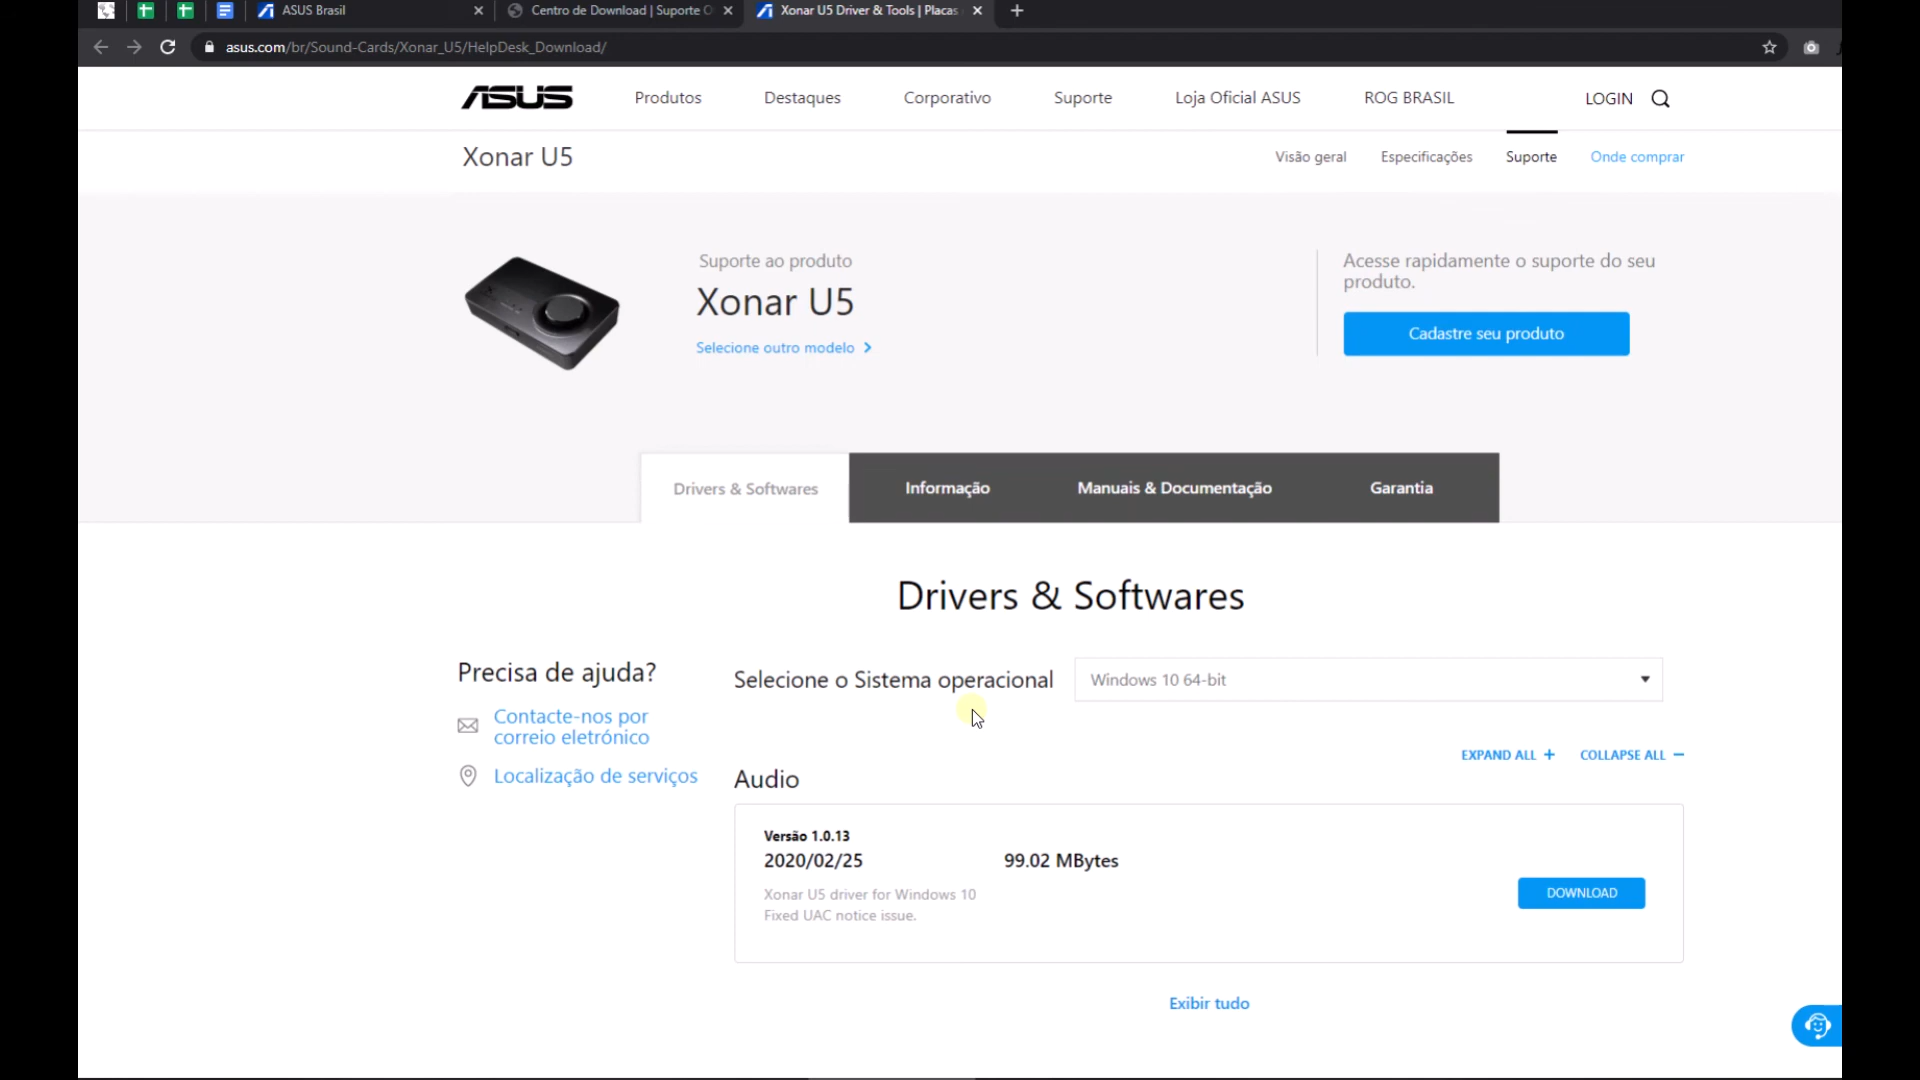 ASUS Brasil
Centro de Download | Suporte O
Xonar U5 Driver & Tools | Placas
asus.com/br/Sound-Cards/Xonar_U5/HelpDesk_Download/
ASUS
Produtos
Destaques
Corporativo
Suporte
Loja Oficial ASUS
ROG BRASIL
LOGIN
Xonar U5
Visão geral
Especificações
Suporte
Onde comprar
Suporte ao produto
Xonar U5
Selecione outro modelo
Acesse rapidamente o suporte do seu
produto.
Cadastre seu produto
Drivers & Softwares
Informação
Manuais & Documentação
Garantia
Drivers & Softwares
Precisa de ajuda?
Contacte-nos por
correio eletrónico
Localização de serviços
Selecione o Sistema operacional
Windows 10 64-bit
EXPAND ALL +
COLLAPSE ALL −
Audio
Versão 1.0.13
2020/02/25
99.02 MBytes
Xonar U5 driver for Windows 10
Fixed UAC notice issue.
DOWNLOAD
Exibir tudo